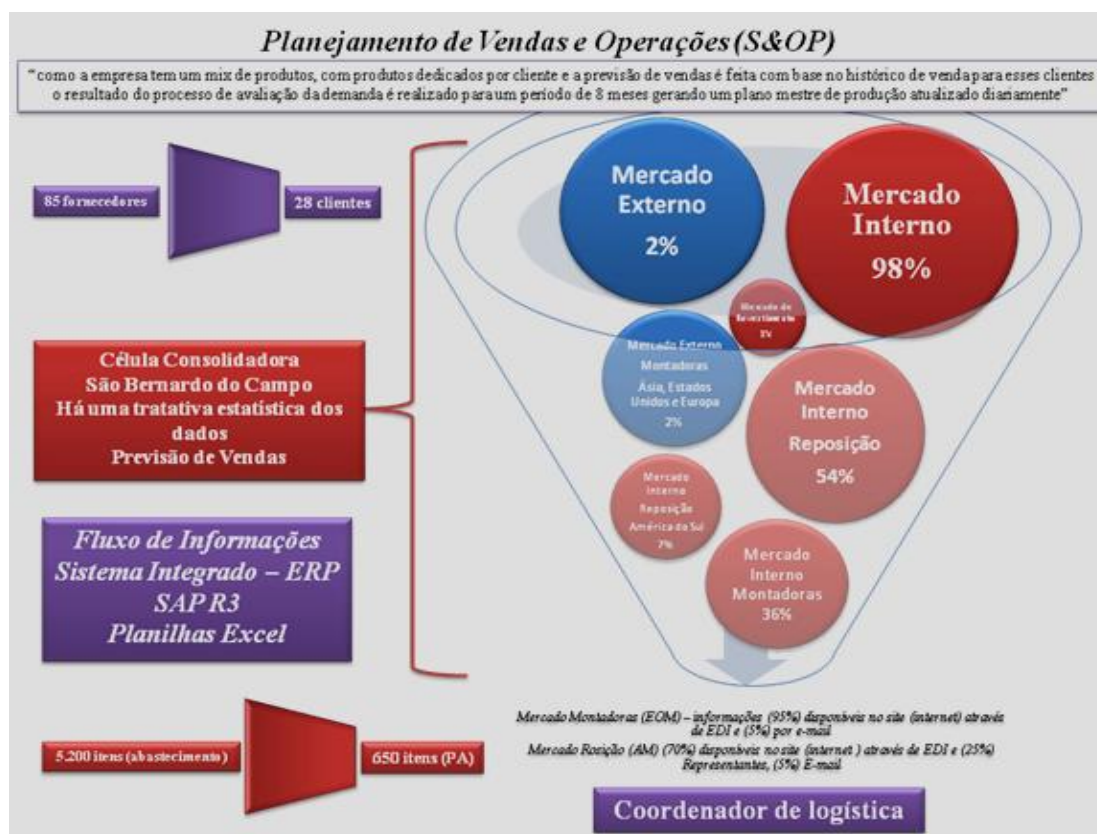 Planejamento de Vendas e Operações (S&OP)
“como a empresa tem um mix de produtos, com produtos dedicados por cliente e a previsão de vendas é feita com base no histórico de venda para esses clientes
o resultado do processo de avaliação da demanda é realizado para um período de 8 meses gerando um plano mestre de produção atualizado diariamente”
85 fornecedores
28 clientes
Mercado
Externo
2%
Mercado
Interno
98%
Mercado de
Mercado Externo
Montadoras
Ásia, Estados
Unidos e Europa
2%
Mercado
Interno
Reposição
54%
Mercado
Interno
Reposição
América do Sul
7%
Mercado
Interno
Montadoras
36%
Célula Consolidadora
São Bernardo do Campo
Há uma tratativa estatística dos
dados
Previsão de Vendas
Fluxo de Informações
Sistema Integrado – ERP
SAP R3
Planilhas Excel
5.200 itens (abastecimento)
650 itens (PA)
Mercado Montadoras (EOM) – informações (95%) disponíveis no site (internet) através
de EDI e (5%) por e-mail
Mercado Rosição (AM) (70%) disponíveis no site (internet ) através de EDI e (25%)
Representantes, (5%) E-mail
Coordenador de logística